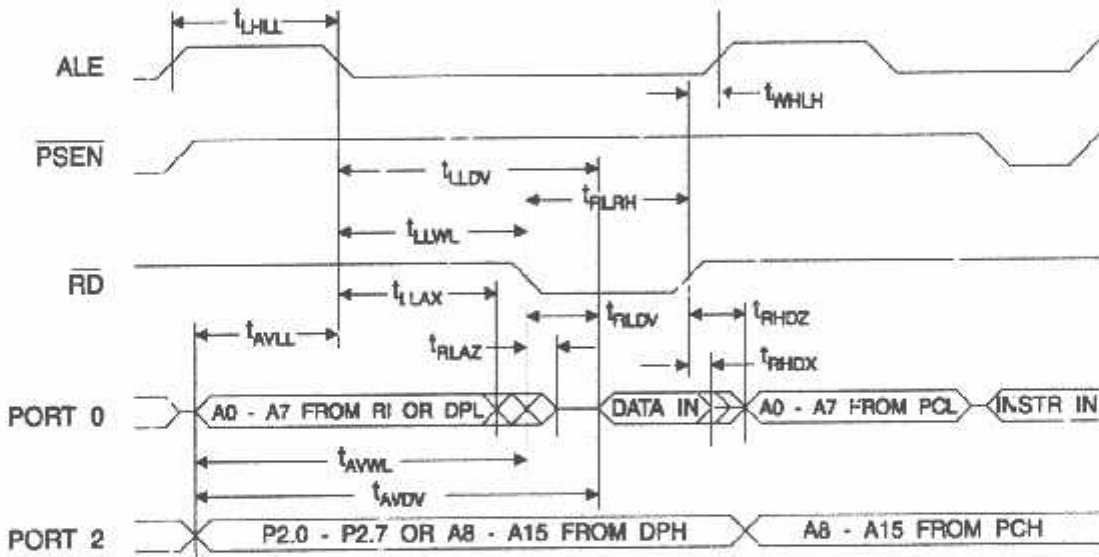 tLHLL
ALE
tWHLH
PSEN
tLLDV
tRLRH
tLLWL
RD
tLLAX
tRLDV
tRHDZ
tAVLL
tRLAZ
tRHDX
PORT 0
A0 - A7 FROM RI OR DPL
DATA IN
A0 - A7 FROM PCL
INSTR IN
tAVWL
tAVDV
PORT 2
P2.0 - P2.7 OR A8 - A15 FROM DPH
A8 - A15 FROM PCH